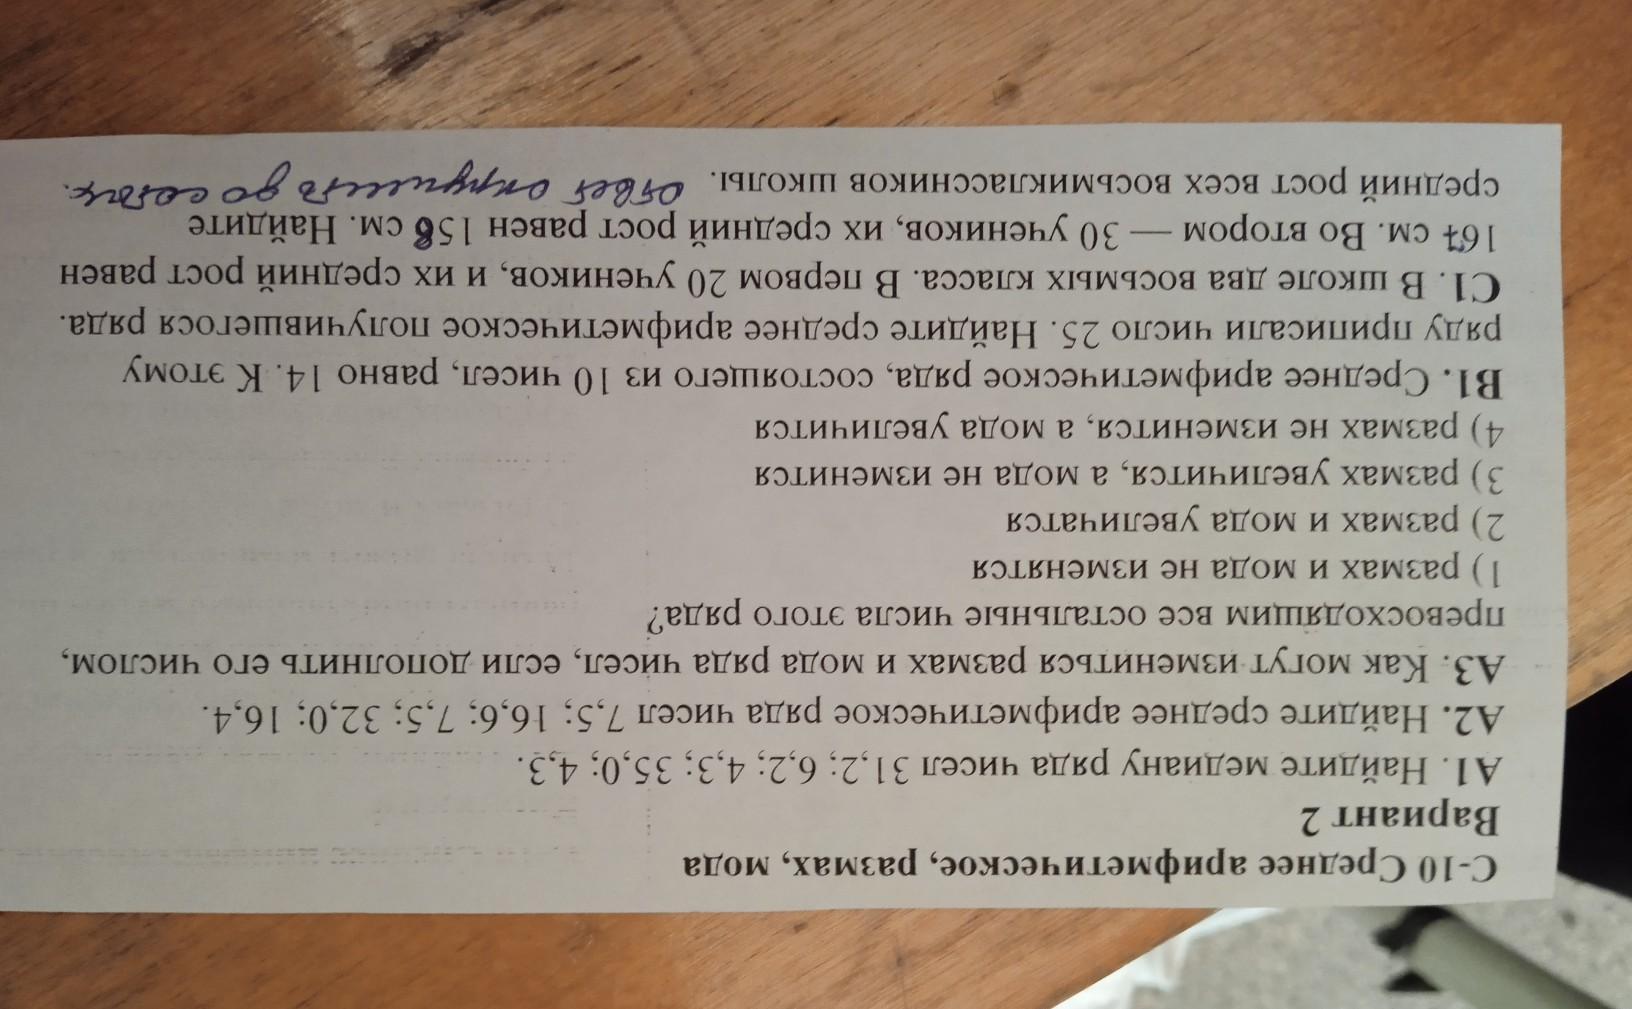 С-10 Среднее арифметическое, размах, мода
Вариант 2
А1. Найдите медиану ряда чисел 31,2; 6,2; 4,3; 35,0; 4,3.
А2. Найдите среднее арифметическое ряда чисел 7,5; 16,6; 7,5; 32,0; 16,4.
А3. Как могут измениться размах и мода ряда чисел, если дополнить его числом,
превосходящим все остальные числа этого ряда?
1) размах и мода не изменятся
2) размах и мода увеличатся
3) размах увеличится, а мода не изменится
4) размах не изменится, а мода увеличится
В1. Среднее арифметическое ряда, состоящего из 10 чисел, равно 14. К этому
ряду приписали число 25. Найдите среднее арифметическое получившегося ряда.
С1. В школе два восьмых класса. В первом 20 учеников, и их средний рост равен
167 см. Во втором — 30 учеников, их средний рост равен 158 см. Найдите
средний рост всех восьмиклассников школы. ответ округлить до сотых.